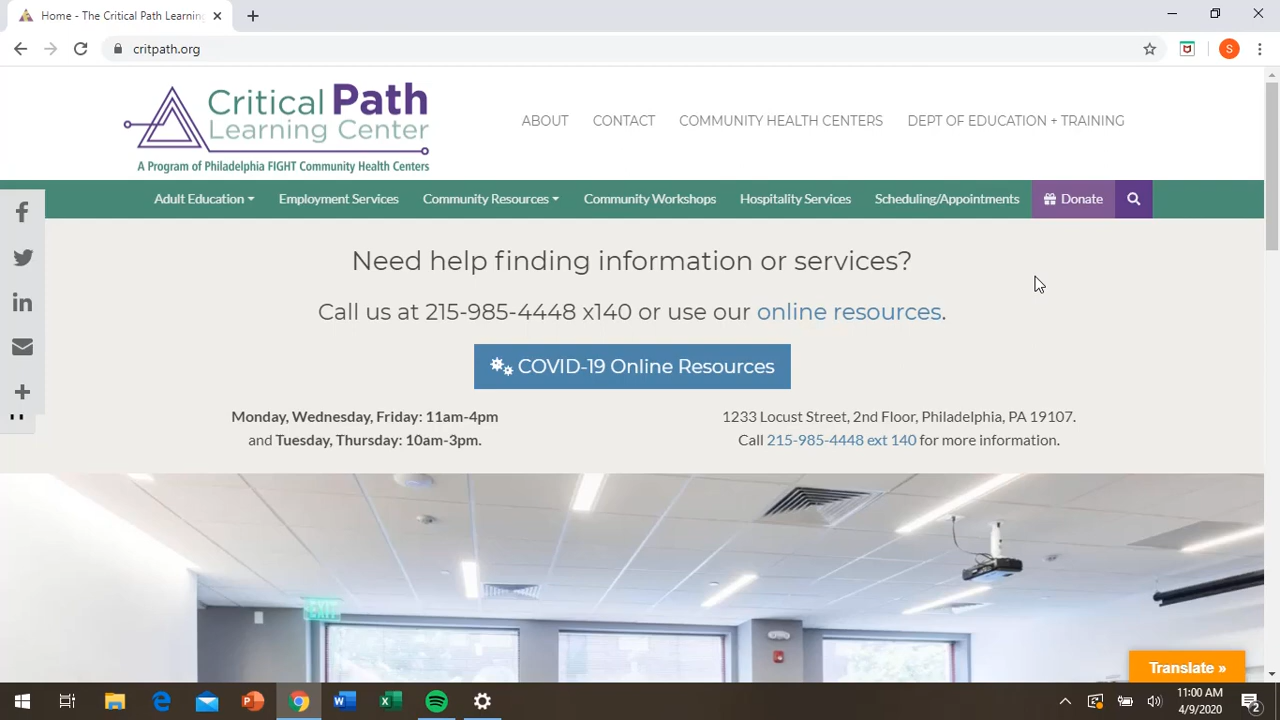 Home - The Critical Path Learning
critpath.org
S
Critical Path
Learning Center
A Program of Philadelphia FIGHT Community Health Centers
ABOUT CONTACT COMMUNITY HEALTH CENTERS DEPT OF EDUCATION + TRAINING
Adult Education Employment Services Community Resources Community Workshops Hospitality Services Scheduling/Appointments Donate
Need help finding information or services?
Call us at 215-985-4448 x140 or use our online resources.
COVID-19 Online Resources
Monday, Wednesday, Friday: 11am-4pm
and Tuesday, Thursday: 10am-3pm.
1233 Locust Street, 2nd Floor, Philadelphia, PA 19107.
Call 215-985-4448 ext 140 for more information.
EXIT
Translate »
11:00 AM
4/9/2020
2